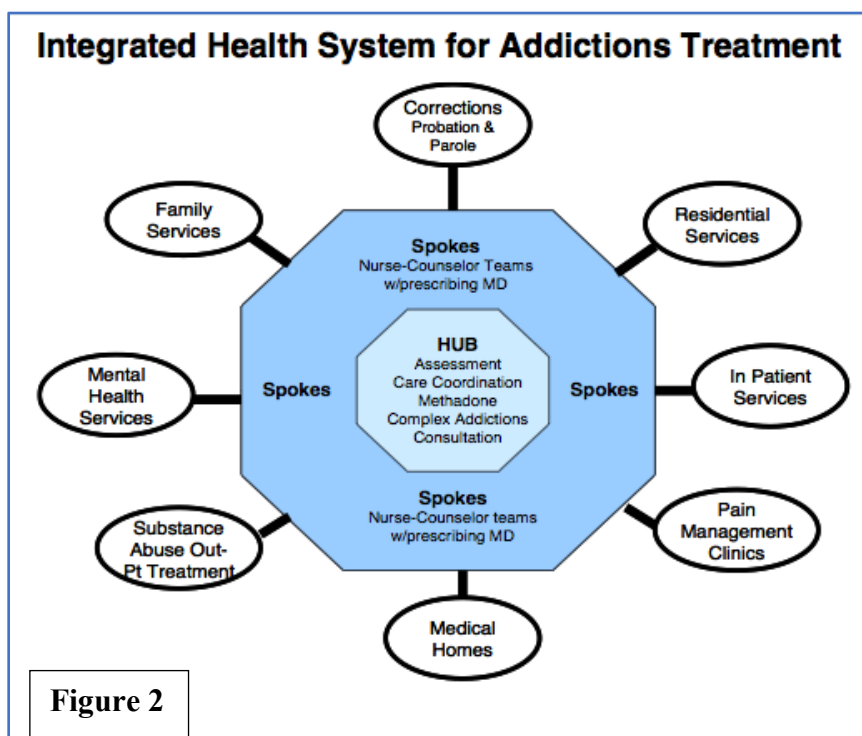 Integrated Health System for Addictions Treatment
Corrections
Probation &
Parole
Family
Services
Residential
Services
Spokes
Nurse-Counselor Teams
w/prescribing MD
HUB
Assessment
Care Coordination
Methadone
Complex Addictions
Consultation
Mental
Health
Services
Spokes
Spokes
In Patient
Services
Spokes
Nurse-Counselor teams
w/prescribing MD
Substance
Abuse Out-
Pt Treatment
Pain
Management
Clinics
Medical
Homes
Figure 2